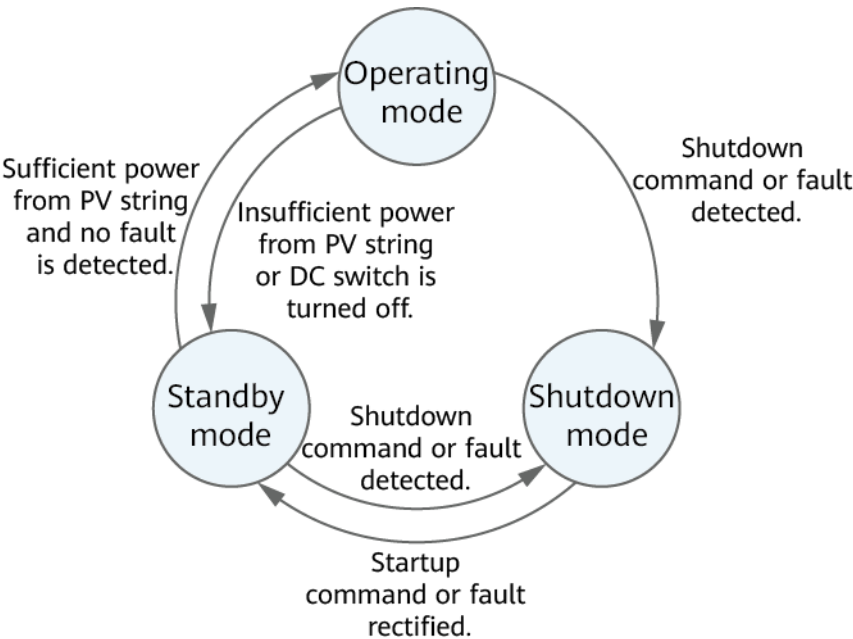 Operating
mode
Shutdown
command or fault
detected.
Sufficient power
from PV string
and no fault
is detected.
Insufficient power
from PV string
or DC switch is
turned off.
Standby
mode
Shutdown
command or fault
detected.
Shutdown
mode
Startup
command or fault
rectified.